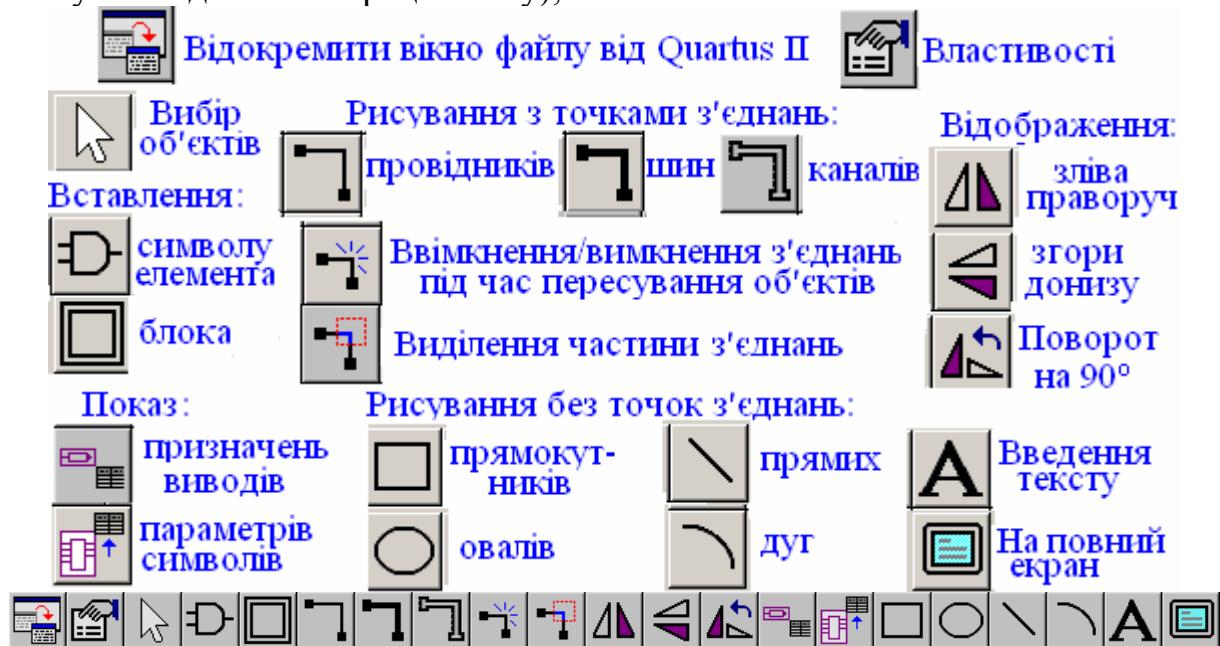 Відокремити вікно файлу від Quartus II
Властивості
Вибір
об'єктів
Рисування з точками з'єднань:
провідників
шин
каналів
Відображення:
зліва
праворуч
Вставлення:
символу
елемента
Ввімкнення/вимкнення з'єднань
під час пересування об'єктів
згори
донизу
блока
Виділення частини з'єднань
Поворот
на 90°
Показ:
Рисування без точок з'єднань:
призначень
виводів
прямокут-
ників
прямих
Введення
тексту
параметрів
символів
овалів
дуг
На повний
екран